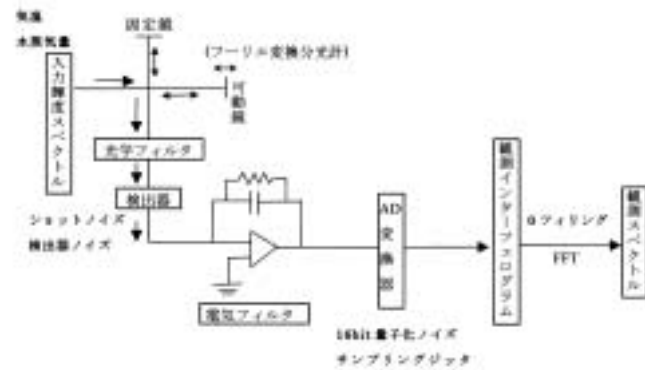 気温
水蒸気量
固定鏡
(フーリエ変換分光計)
可動鏡
入力輝度スペクトル
光学フィルタ
検出器
ショットノイズ
検出器ノイズ
電気フィルタ
AD変換器
16bit量子化ノイズ
サンプリングジッタ
観測インターフェログラム
0フィリング
FFT
観測スペクトル